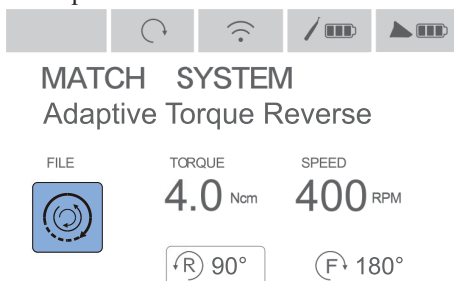 MATCH SYSTEM
Adaptive Torque Reverse
FILE TORQUE SPEED
4.0 Ncm 400 RPM
R 90° F 180°